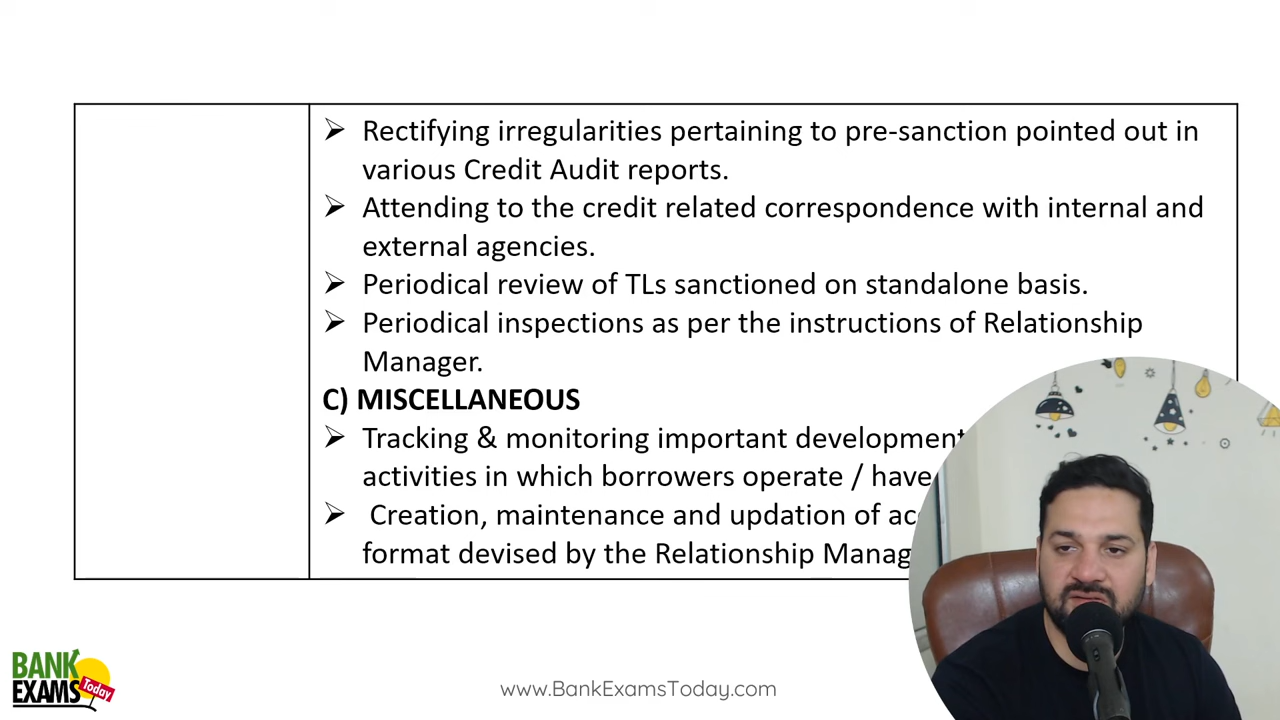 Rectifying irregularities pertaining to pre-sanction pointed out in
various Credit Audit reports.
Attending to the credit related correspondence with internal and
external agencies.
Periodical review of TLs sanctioned on standalone basis.
Periodical inspections as per the instructions of Relationship
Manager.
C) MISCELLANEOUS
Tracking & monitoring important
activities in which borrowers operate / have
Creation, maintenance and updation of
format devised by the Relationship
BANK
EXAMS
Today
www.BankExamsToday.com